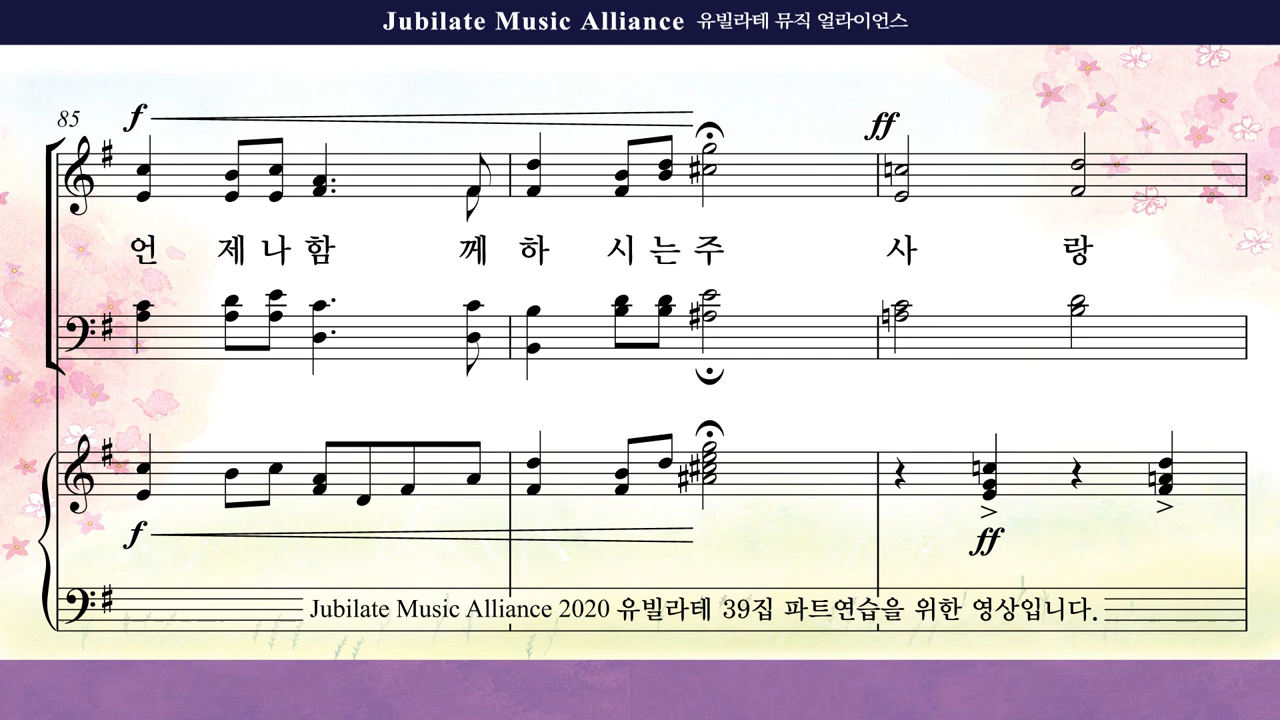 Jubilate Music Alliance 유빌라테 뮤직 얼라이언스
85
f
ff
언 제 나 함 께 하 시 는 주 사 랑
f
ff
Jubilate Music Alliance 2020 유빌라테 39집 파트연습을 위한 영상입니다.